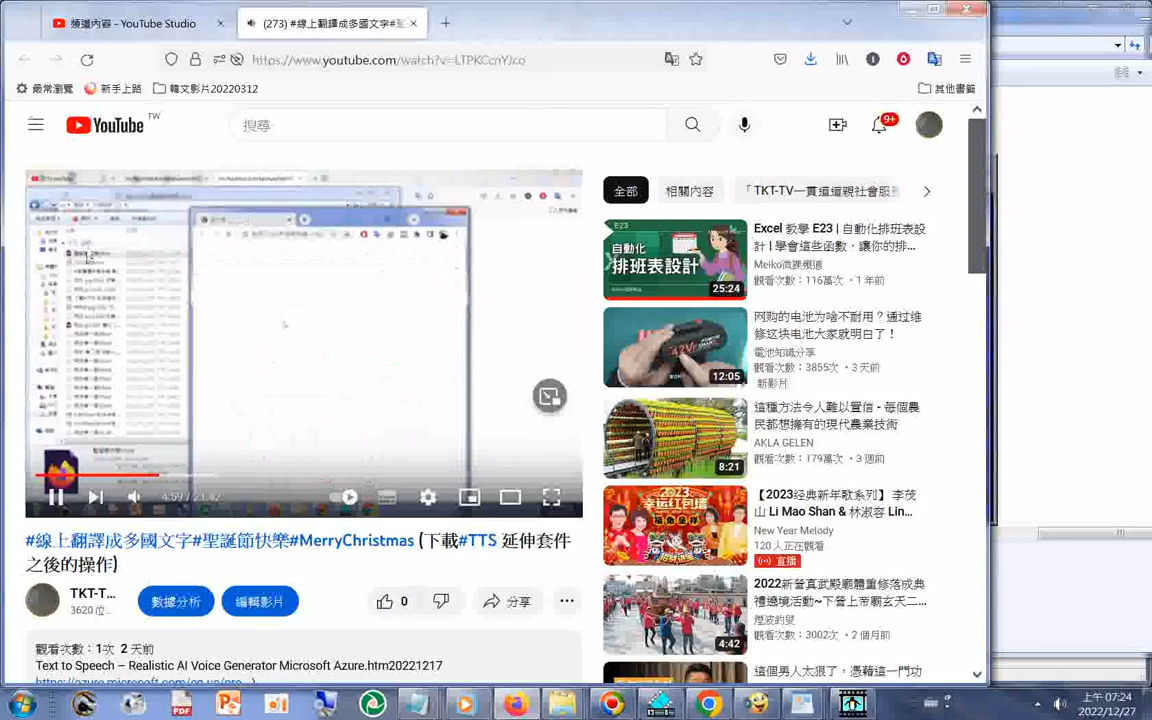 頻道內容 - YouTube Studio
(273) #線上翻譯成多國文字#聖
https://www.youtube.com/watch?v=LTPKCcnYJco
最常瀏覽
新手上路
韓文影片20220312
其他書籤
YouTube TW
搜尋
9+
全部
相關內容
「TKT-TV一貫道道親社會服務
E23
自動化
排班表設計
25:24
Excel 教學 E23 | 自動化排班表設
計 | 學會這些函數，讓你的排...
Meiko微課頻道
觀看次數：116萬次 · 1 年前
42VF
12:05
网购的电池为啥不耐用？通过维
修这块电池大家就明白了！
電池知識分享
觀看次數：3855次 · 3 天前
新影片
8:21
這種方法令人難以置信 - 每個農
民都想擁有的現代農業技術
AKLA GELEN
觀看次數：179萬次 · 3 週前
2023
幸运红包播
【2023经典新年歌系列】 李茂
山 Li Mao Shan & 林淑容 Lin...
New Year Melody
120 人正在觀看
直播
4:42
2022新營真武殿廟體重修落成典
禮遶境活動~下營上帝廟玄天二...
觀看次數：3002次 · 2 個月前
這個男人太狠了，憑藉這一門功
4:59 / 21:42
#線上翻譯成多國文字#聖誕節快樂#MerryChristmas (下載#TTS 延伸套件
之後的操作)
TKT-T...
3620 位...
數據分析
編輯影片
0
分享
觀看次數：1次 2 天前
Text to Speech – Realistic AI Voice Generator Microsoft Azure.htm20221217
PDF
上午 07:24
2022/12/27